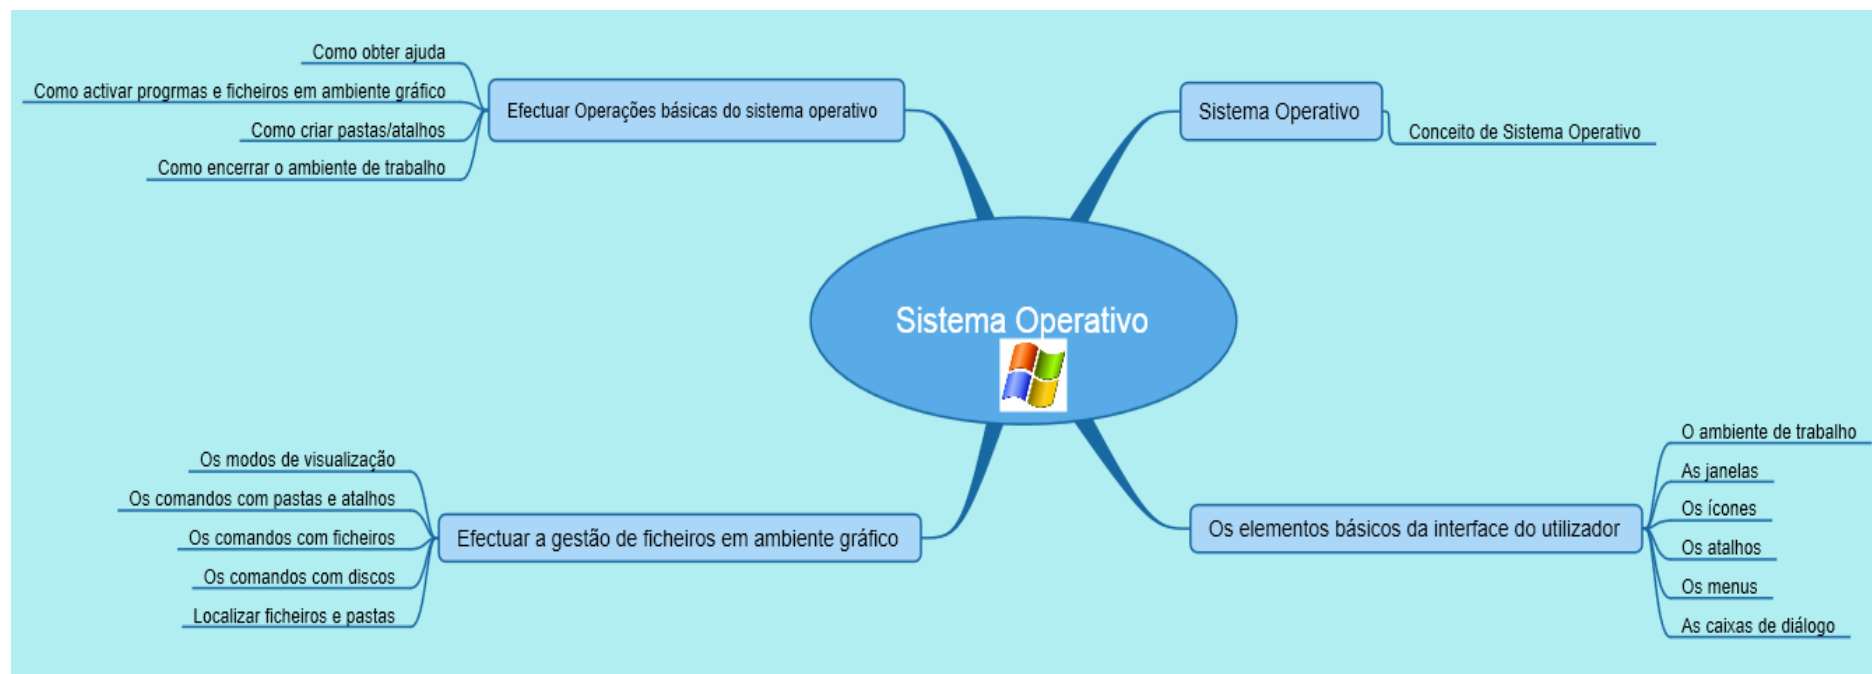 Sistema Operativo
Sistema Operativo
Conceito de Sistema Operativo
Os elementos básicos da interface do utilizador
O ambiente de trabalho
As janelas
Os ícones
Os atalhos
Os menus
As caixas de diálogo
Efectuar a gestão de ficheiros em ambiente gráfico
Os modos de visualização
Os comandos com pastas e atalhos
Os comandos com ficheiros
Os comandos com discos
Localizar ficheiros e pastas
Efectuar Operações básicas do sistema operativo
Como obter ajuda
Como activar progrmas e ficheiros em ambiente gráfico
Como criar pastas/atalhos
Como encerrar o ambiente de trabalho